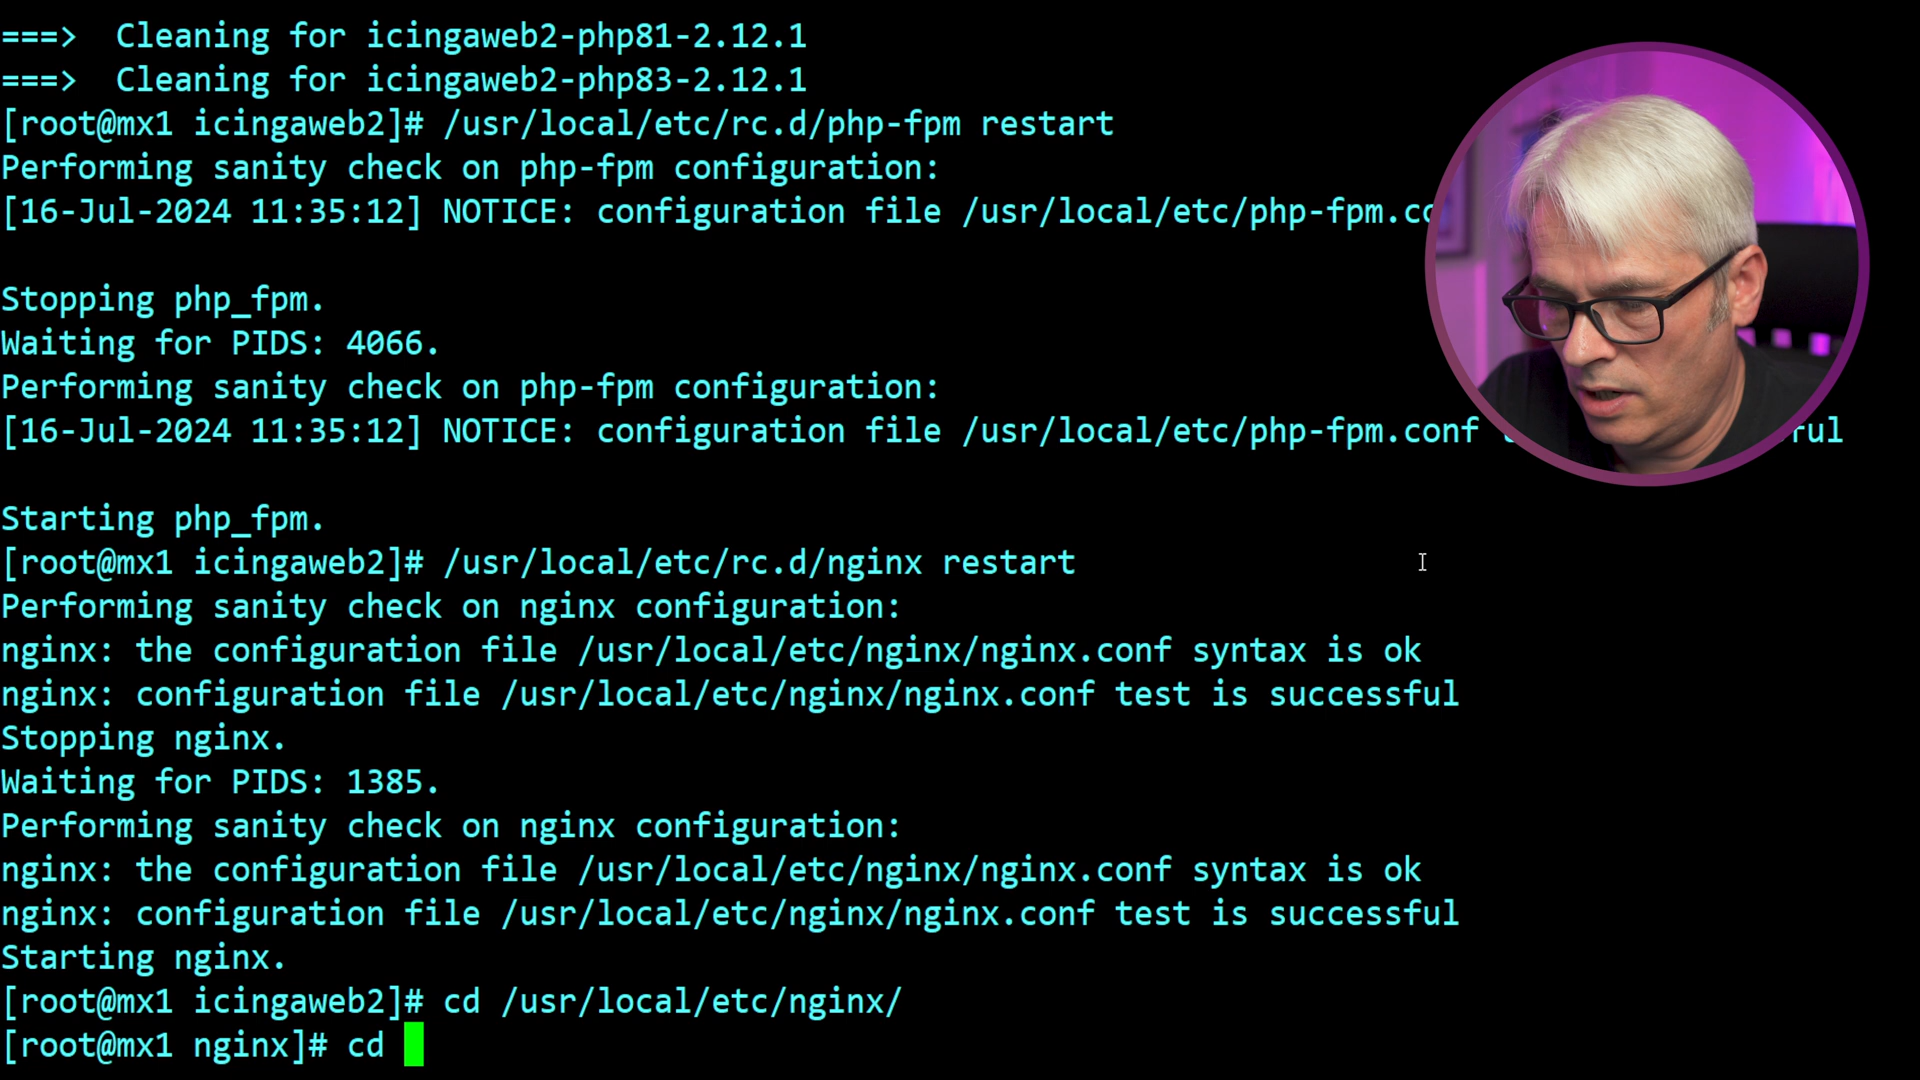 ===>  Cleaning for icingaweb2-php81-2.12.1
===>  Cleaning for icingaweb2-php83-2.12.1
[root@mx1 icingaweb2]# /usr/local/etc/rc.d/php-fpm restart
Performing sanity check on php-fpm configuration:
[16-Jul-2024 11:35:12] NOTICE: configuration file
Stopping php_fpm.
Waiting for PIDS: 4066.
Performing sanity check on php-fpm configuration:
[16-Jul-2024 11:35:12] NOTICE: configuration file /usr/local/etc/php-fpm.conf
Starting php_fpm.
[root@mx1 icingaweb2]# /usr/local/etc/rc.d/nginx restart
Performing sanity check on nginx configuration:
nginx: the configuration file /usr/local/etc/nginx/nginx.conf syntax is ok
nginx: configuration file /usr/local/etc/nginx/nginx.conf test is successful
Stopping nginx.
Waiting for PIDS: 1385.
Performing sanity check on nginx configuration:
nginx: the configuration file /usr/local/etc/nginx/nginx.conf syntax is ok
nginx: configuration file /usr/local/etc/nginx/nginx.conf test is successful
Starting nginx.
[root@mx1 icingaweb2]# cd /usr/local/etc/nginx/
[root@mx1 nginx]# cd